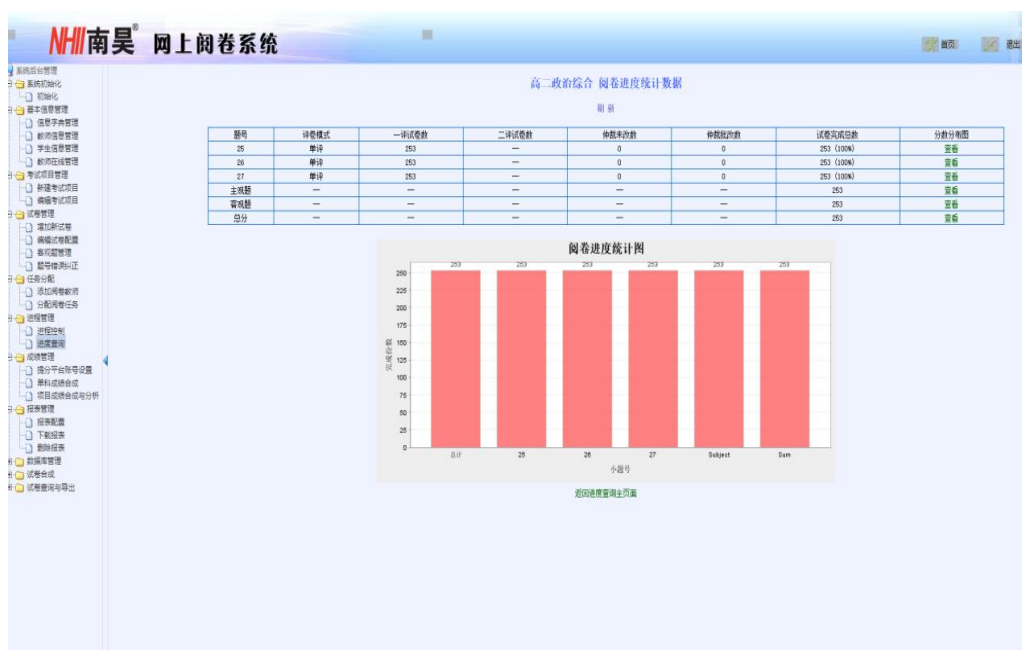 NHII南昊® 网上阅卷系统
首页 退出
系统后台管理
系统初始化
初始化
基本信息管理
信息字典管理
教师信息管理
学生信息管理
教师在线管理
考试项目管理
新建考试项目
编辑考试项目
试卷管理
增加新试卷
编辑试卷配置
客观题管理
题号错误纠正
任务分配
添加阅卷教师
分配阅卷任务
进程管理
进程控制
进度查询
成绩管理
提分平台账号设置
单科成绩合成
项目成绩合成与分析
报表管理
报表配置
下载报表
删除报表
数据库管理
试卷合成
试卷查询与导出
高二政治综合 阅卷进度统计数据
刷 新
题号 评卷模式 一评试卷数 二评试卷数 仲裁未改数 仲裁批改数 试卷完成总数 分数分布图
25 单评 253 — 0 0 253 (100%) 查看
26 单评 253 — 0 0 253 (100%) 查看
27 单评 253 — 0 0 253 (100%) 查看
主观题 — — — — — 253 查看
客观题 — — — — — 253 查看
总分 — — — — — 253 查看
阅卷进度统计图
253 253 253 253 253 253
250
225
200
175
150
125
100
75
50
25
0
完成份数
总计 25 26 27 Subject Sum
小题号
返回进度查询主页面